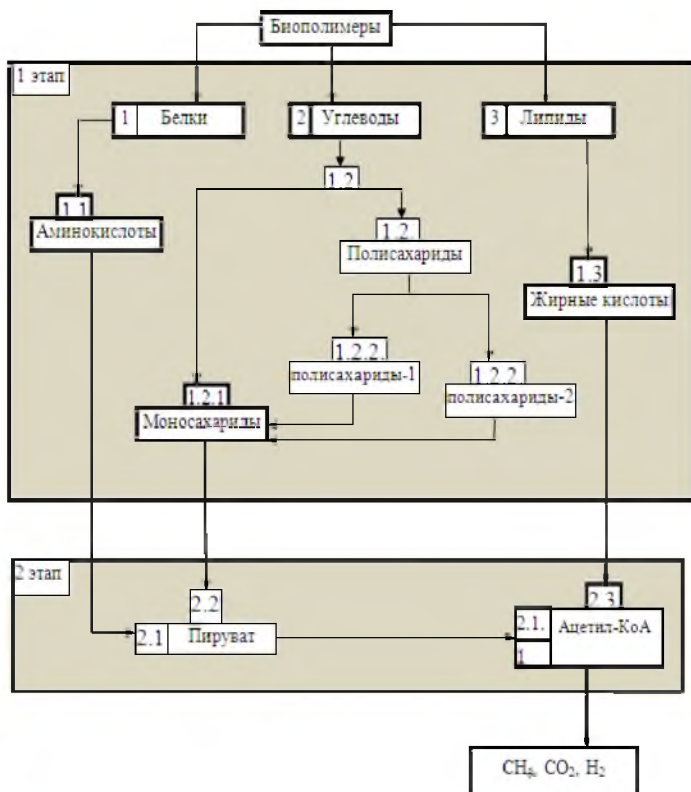 Биополимеры
1 этап
1 Белки
2 Углеводы
3 Липиды
1.2
1.1
Аминокислоты
1.2.
Полисахариды
1.3
Жирные кислоты
1.2.2.
полисахариды-1
1.2.2.
полисахариды-2
1.2.1
Моносахариды
2 этап
2.2
2.1 Пируват
2.3
2.1. Ацетил-КоА
1
CH₄, CO₂, H₂